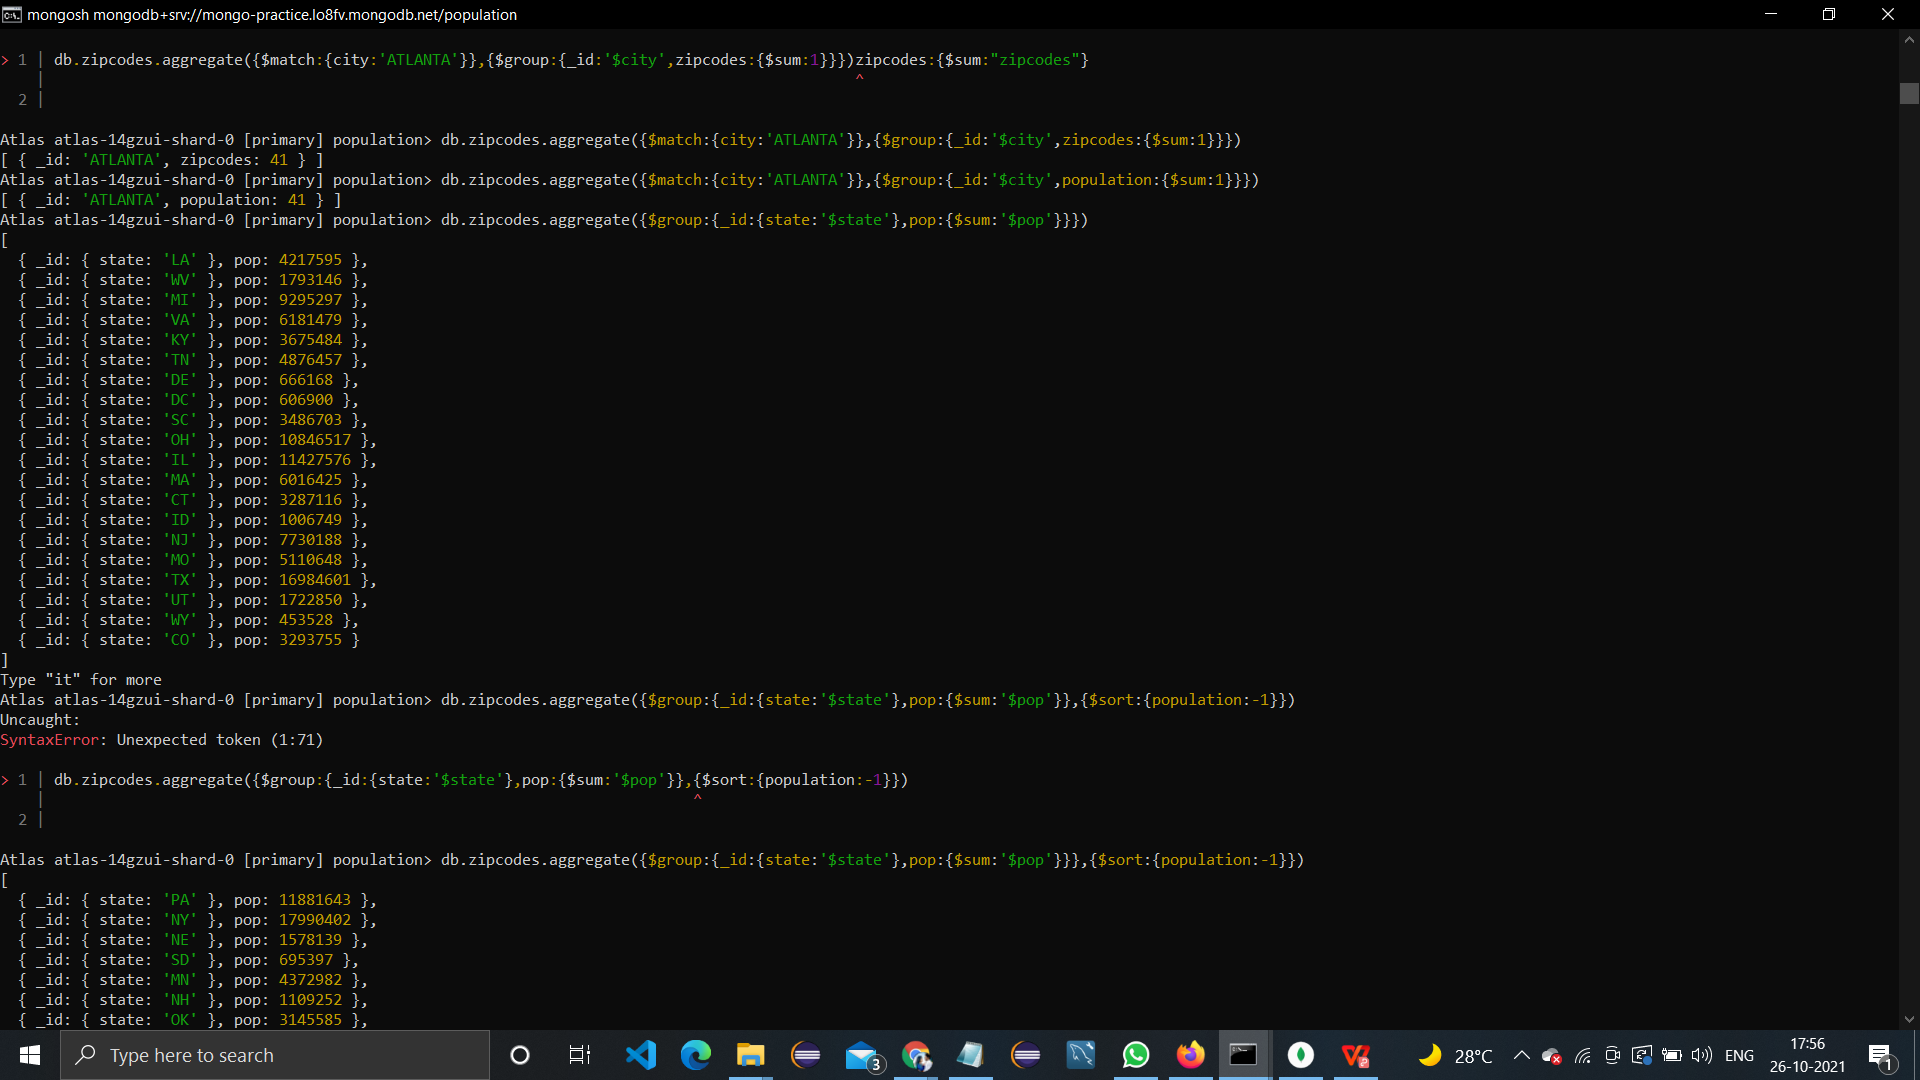 mongosh mongodb+srv://mongo-practice.lo8fv.mongodb.net/population
> 1 | db.zipcodes.aggregate({$match:{city:'ATLANTA'}},{$group:{_id:'$city',zipcodes:{$sum:1}}})zipcodes:{$sum:"zipcodes"}
| ^
2 |
Atlas atlas-14gzui-shard-0 [primary] population> db.zipcodes.aggregate({$match:{city:'ATLANTA'}},{$group:{_id:'$city',zipcodes:{$sum:1}}})
[ { _id: 'ATLANTA', zipcodes: 41 } ]
Atlas atlas-14gzui-shard-0 [primary] population> db.zipcodes.aggregate({$match:{city:'ATLANTA'}},{$group:{_id:'$city',population:{$sum:1}}})
[ { _id: 'ATLANTA', population: 41 } ]
Atlas atlas-14gzui-shard-0 [primary] population> db.zipcodes.aggregate({$group:{_id:{state:'$state'},pop:{$sum:'$pop'}}})
[
{ _id: { state: 'LA' }, pop: 4217595 },
{ _id: { state: 'WV' }, pop: 1793146 },
{ _id: { state: 'MI' }, pop: 9295297 },
{ _id: { state: 'VA' }, pop: 6181479 },
{ _id: { state: 'KY' }, pop: 3675484 },
{ _id: { state: 'TN' }, pop: 4876457 },
{ _id: { state: 'DE' }, pop: 666168 },
{ _id: { state: 'DC' }, pop: 606900 },
{ _id: { state: 'SC' }, pop: 3486703 },
{ _id: { state: 'OH' }, pop: 10846517 },
{ _id: { state: 'IL' }, pop: 11427576 },
{ _id: { state: 'MA' }, pop: 6016425 },
{ _id: { state: 'CT' }, pop: 3287116 },
{ _id: { state: 'ID' }, pop: 1006749 },
{ _id: { state: 'NJ' }, pop: 7730188 },
{ _id: { state: 'MO' }, pop: 5110648 },
{ _id: { state: 'TX' }, pop: 16984601 },
{ _id: { state: 'UT' }, pop: 1722850 },
{ _id: { state: 'WY' }, pop: 453528 },
{ _id: { state: 'CO' }, pop: 3293755 }
]
Type "it" for more
Atlas atlas-14gzui-shard-0 [primary] population> db.zipcodes.aggregate({$group:{_id:{state:'$state'},pop:{$sum:'$pop'}},{$sort:{population:-1}})
Uncaught:
SyntaxError: Unexpected token (1:71)
> 1 | db.zipcodes.aggregate({$group:{_id:{state:'$state'},pop:{$sum:'$pop'}},{$sort:{population:-1}})
| ^
2 |
Atlas atlas-14gzui-shard-0 [primary] population> db.zipcodes.aggregate({$group:{_id:{state:'$state'},pop:{$sum:'$pop'}}},{$sort:{population:-1}})
[
{ _id: { state: 'PA' }, pop: 11881643 },
{ _id: { state: 'NY' }, pop: 17990402 },
{ _id: { state: 'NE' }, pop: 1578139 },
{ _id: { state: 'SD' }, pop: 695397 },
{ _id: { state: 'MN' }, pop: 4372982 },
{ _id: { state: 'NH' }, pop: 1109252 },
{ _id: { state: 'OK' }, pop: 3145585 },
Type here to search
3
28°C
ENG
17:56
26-10-2021
1